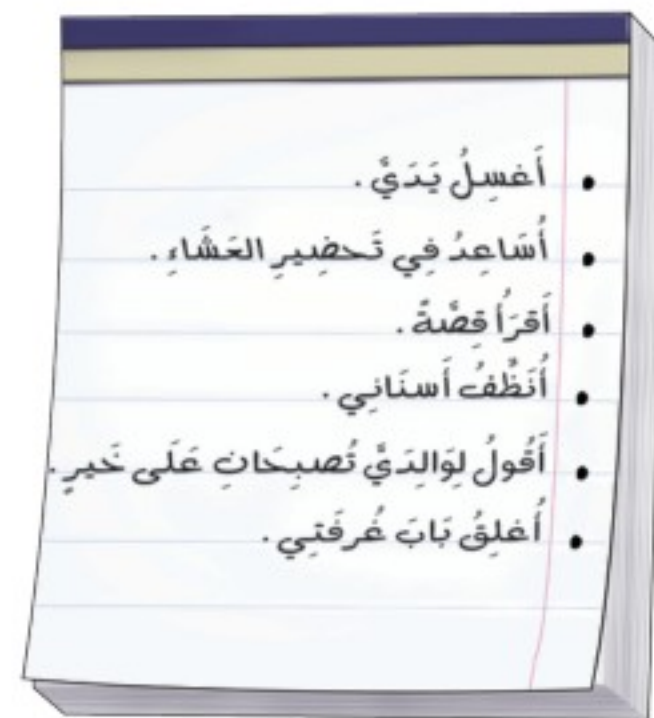 • أَغسِلُ يَدَيَّ.
• أُسَاعِدُ فِي تَحضِيرِ العَشَاءِ.
• أَقرَأُ قِصَّةً.
• أُنَظِّفُ أَسنَانِي.
• أَقُولُ لِوَالِدَيَّ تُصبِحَانِ عَلَى خَيرٍ.
• أُغلِقُ بَابَ غُرفَتِي.